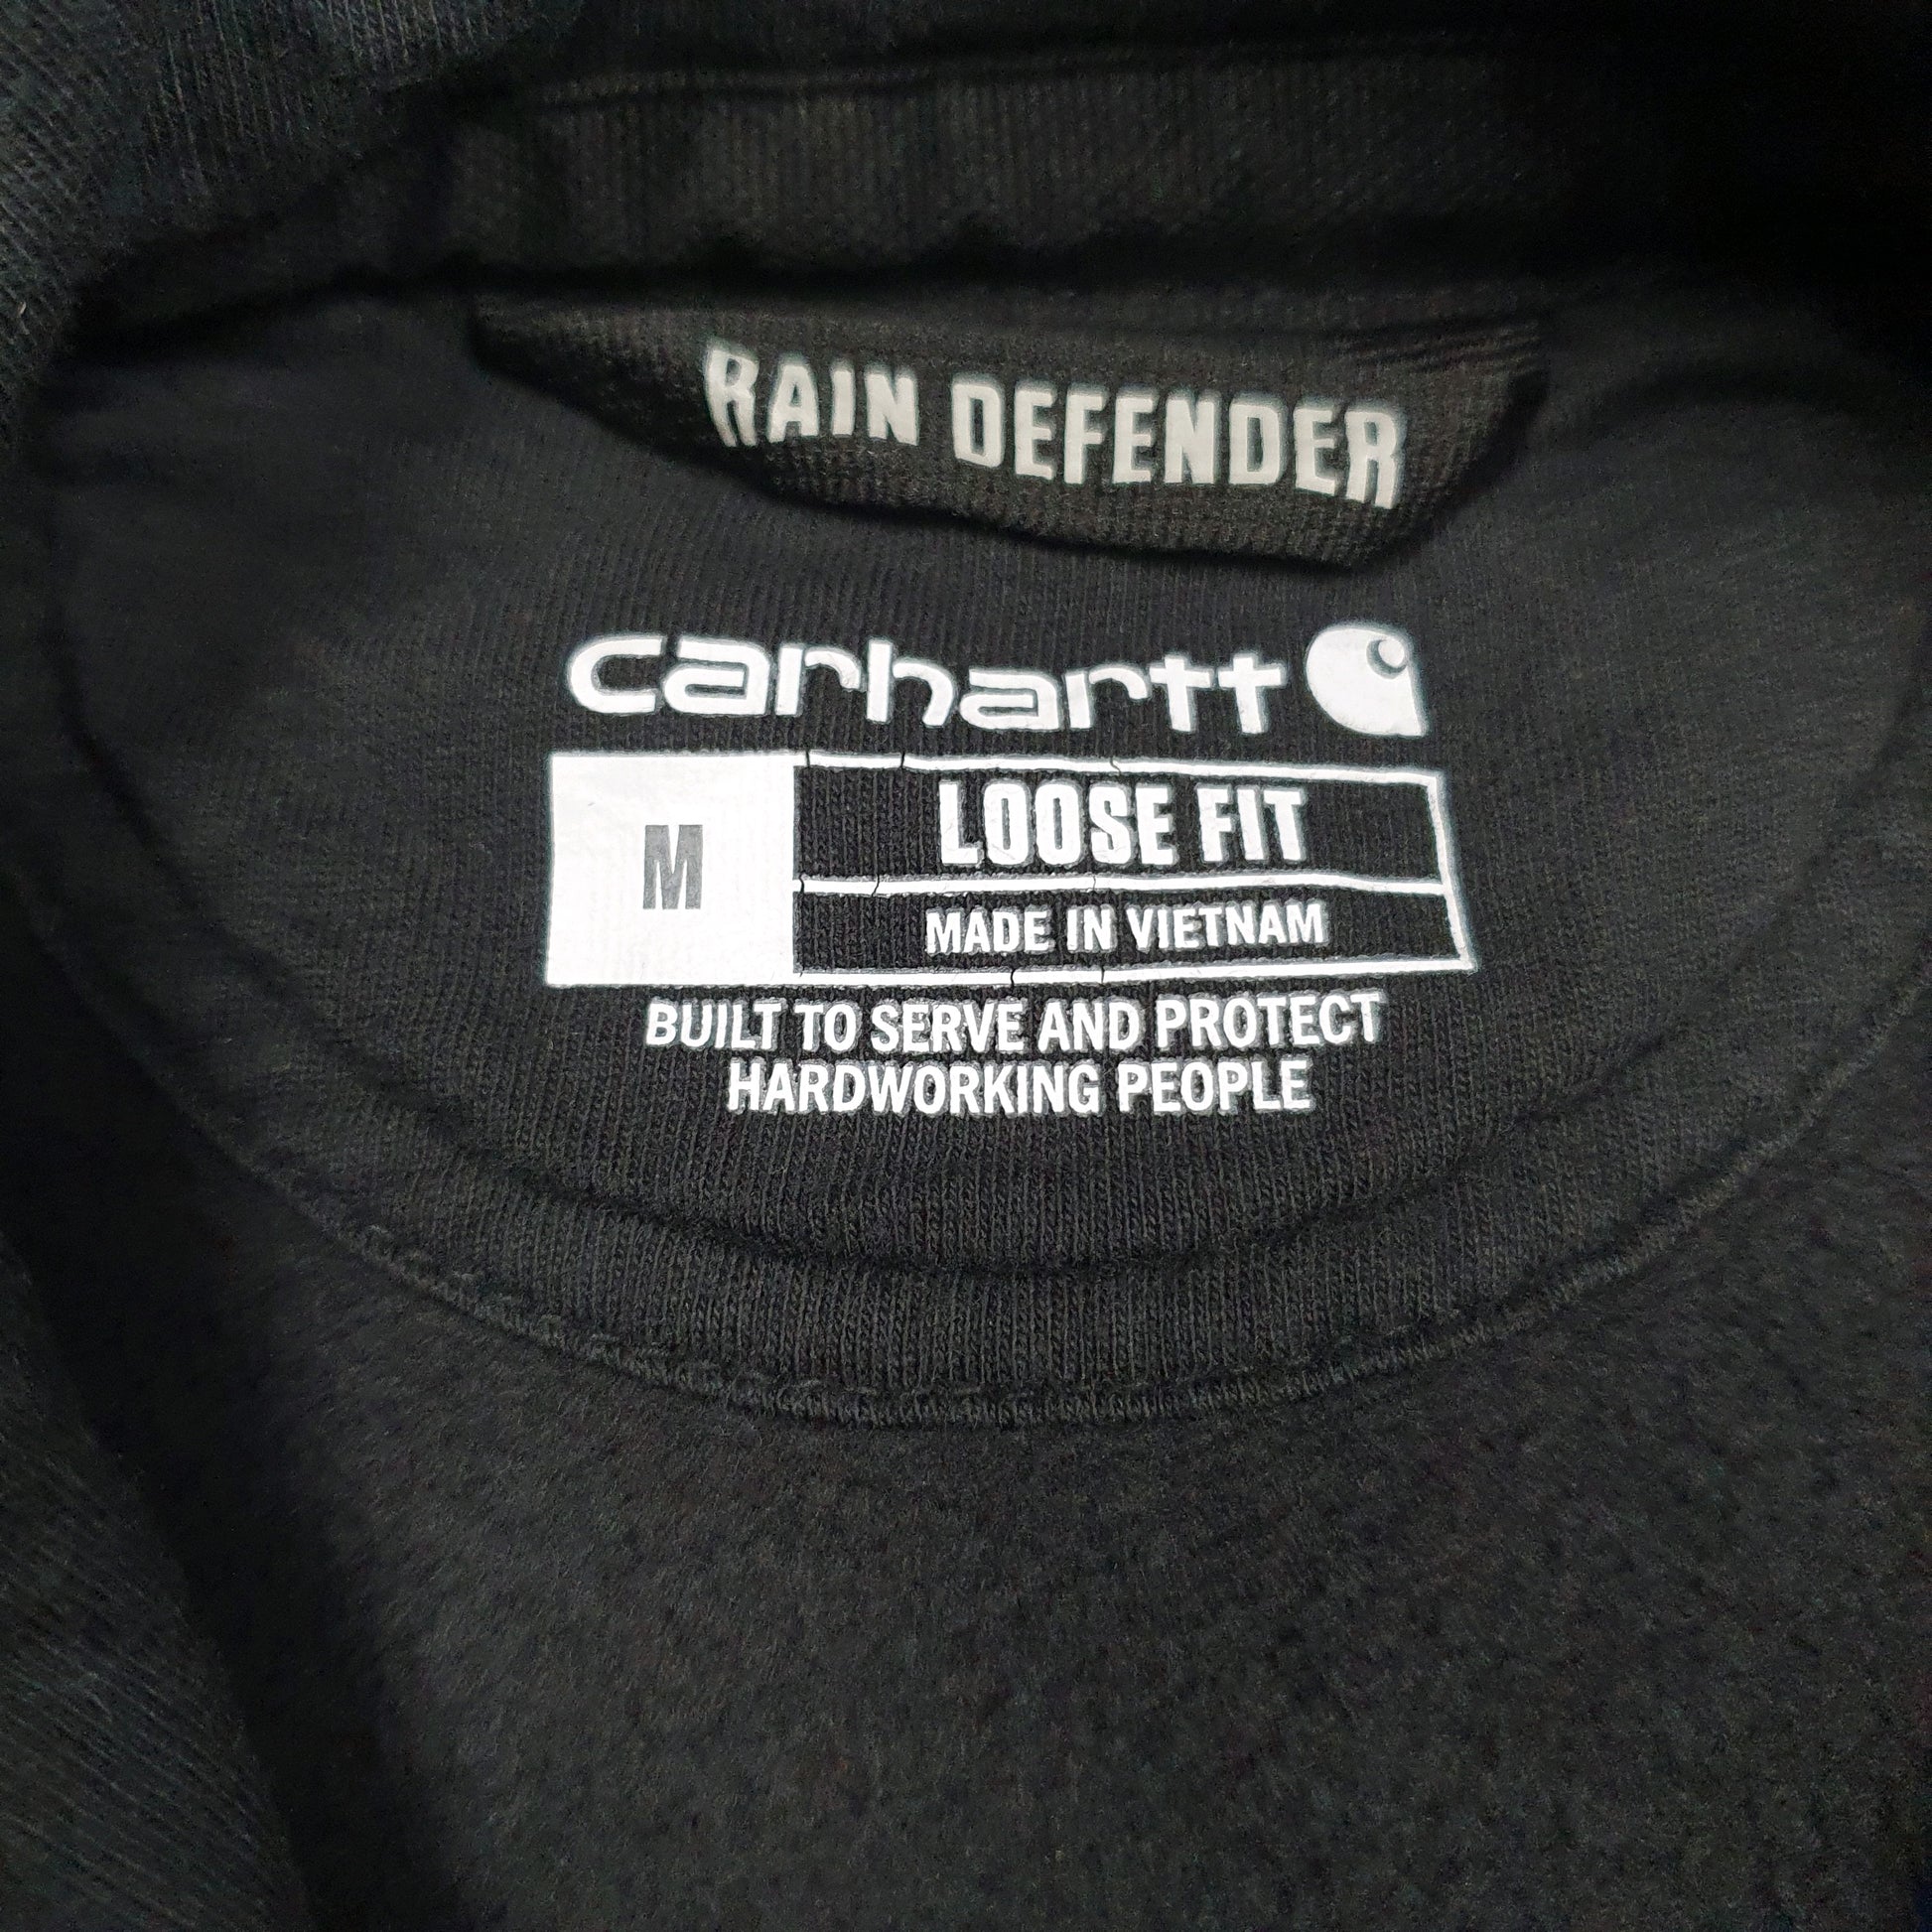 RAIN DEFENDER
carhartt
M
LOOSE FIT
MADE IN VIETNAM
BUILT TO SERVE AND PROTECT
HARDWORKING PEOPLE